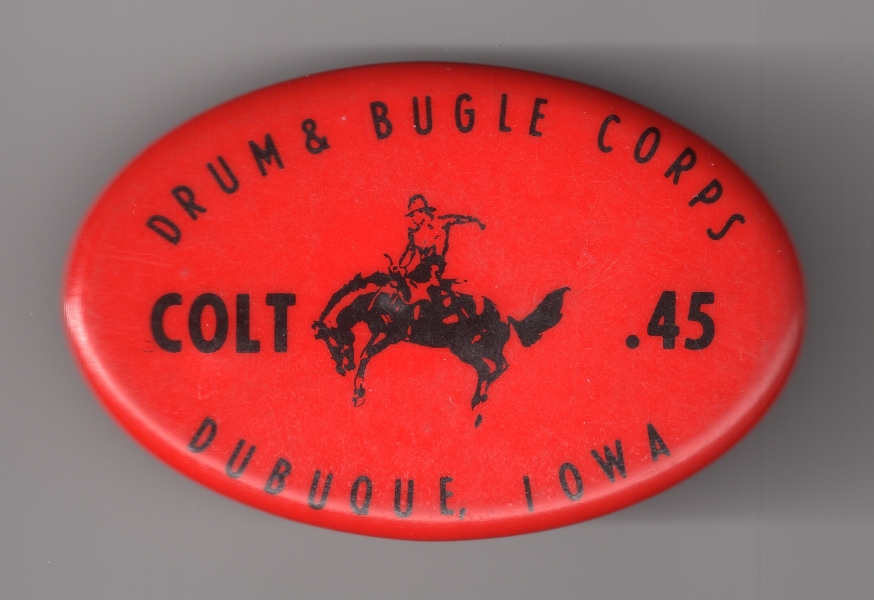 DRUM & BUGLE CORPS
COLT .45
DUBUQUE, IOWA